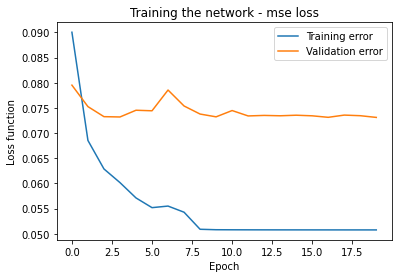 Training the network - mse loss
Training error
Validation error
Loss function
0.090
0.085
0.080
0.075
0.070
0.065
0.060
0.055
0.050
0.0 2.5 5.0 7.5 10.0 12.5 15.0 17.5
Epoch